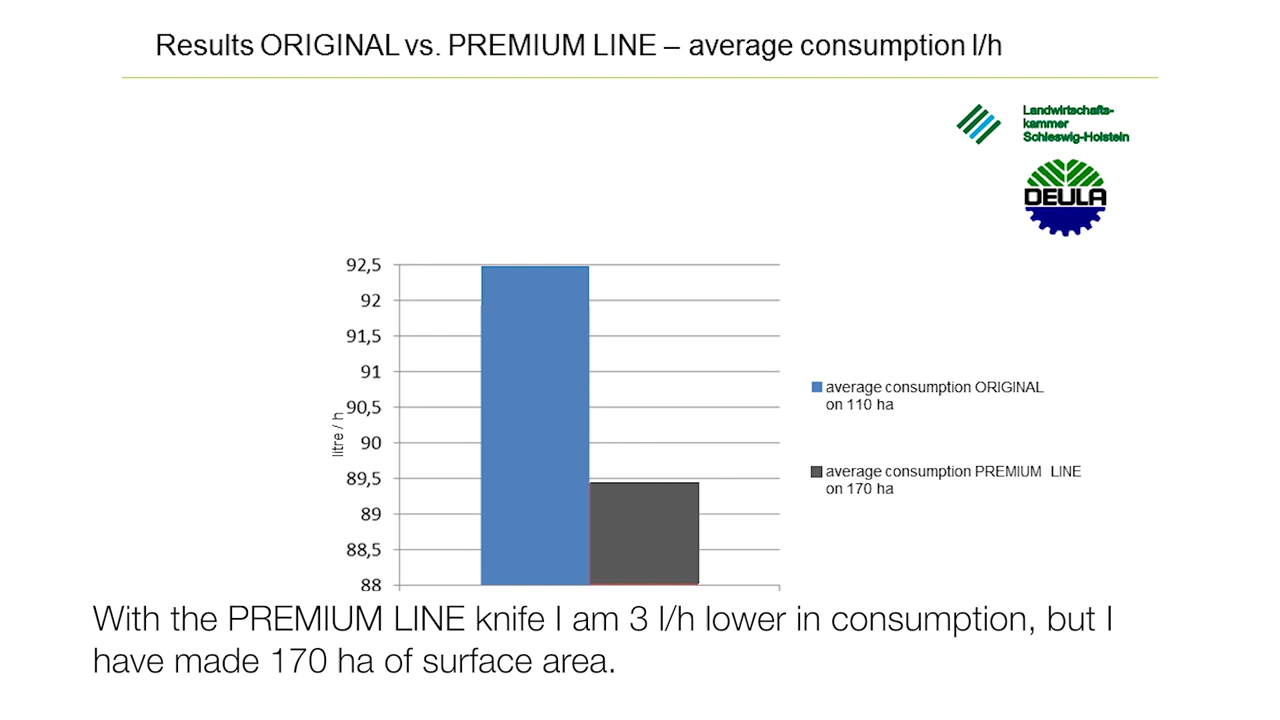 Results ORIGINAL vs. PREMIUM LINE – average consumption l/h
Landwirtschafts-
kammer
Schleswig-Holstein
DEULA
92,5
92
91,5
91
90,5
90
89,5
89
88,5
88
litre / h
average consumption ORIGINAL
on 110 ha
average consumption PREMIUM LINE
on 170 ha
With the PREMIUM LINE knife I am 3 l/h lower in consumption, but I
have made 170 ha of surface area.